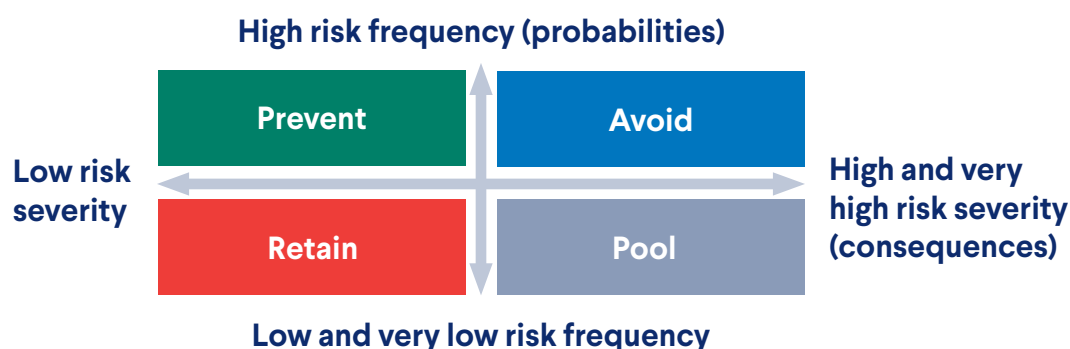 High risk frequency (probabilities)
Prevent
Avoid
Low risk
severity
High and very
high risk severity
(consequences)
Retain
Pool
Low and very low risk frequency